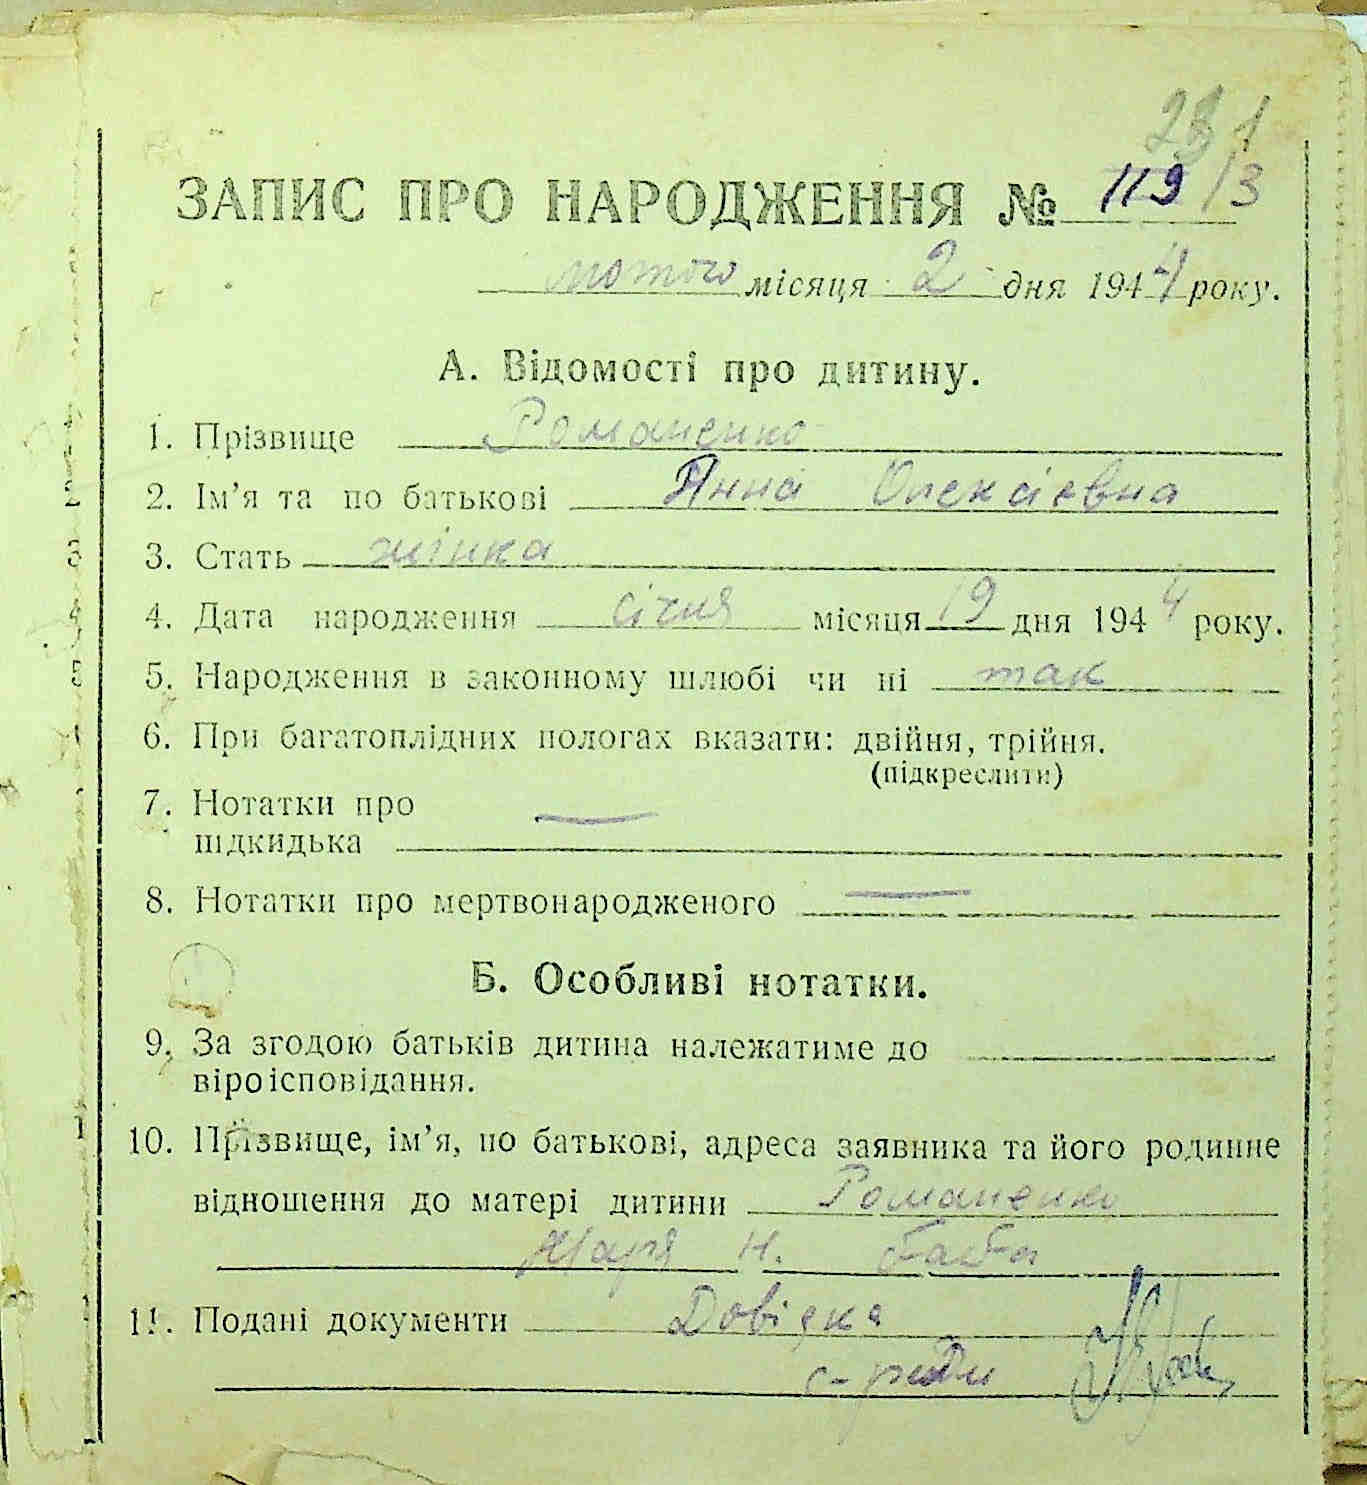 231
ЗАПИС ПРО НАРОДЖЕННЯ № 119/3
лютого місяця 2 дня 1944 року.
А. Відомості про дитину.
1. Прізвище Романенко
2. Ім’я та по батькові Анна Олексіївна
3. Стать жінка
4. Дата народження січня місяця 19 дня 1944 року.
5. Народження в законному шлюбі чи ні так
6. При багатоплідних пологах вказати: двійня, трійня.
(підкреслити)
7. Нотатки про —
підкидька
8. Нотатки про мертвонародженого —
Б. Особливі нотатки.
9. За згодою батьків дитина належатиме до
віроісповідання.
10. Прізвище, ім’я, по батькові, адреса заявника та його родинне
відношення до матері дитини Романенко
Марія Н. баба
11. Подані документи Довідка
с-ради